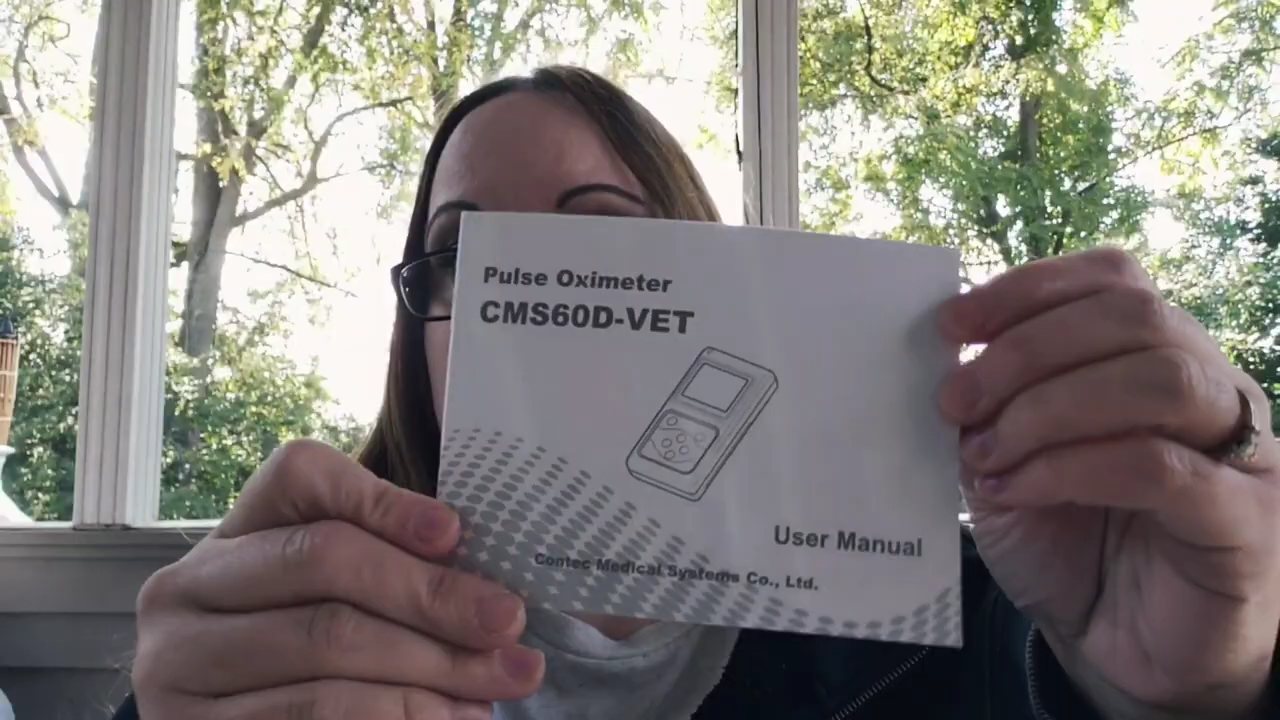 Pulse Oximeter
CMS60D-VET
User Manual
Contec Medical Systems Co., Ltd.